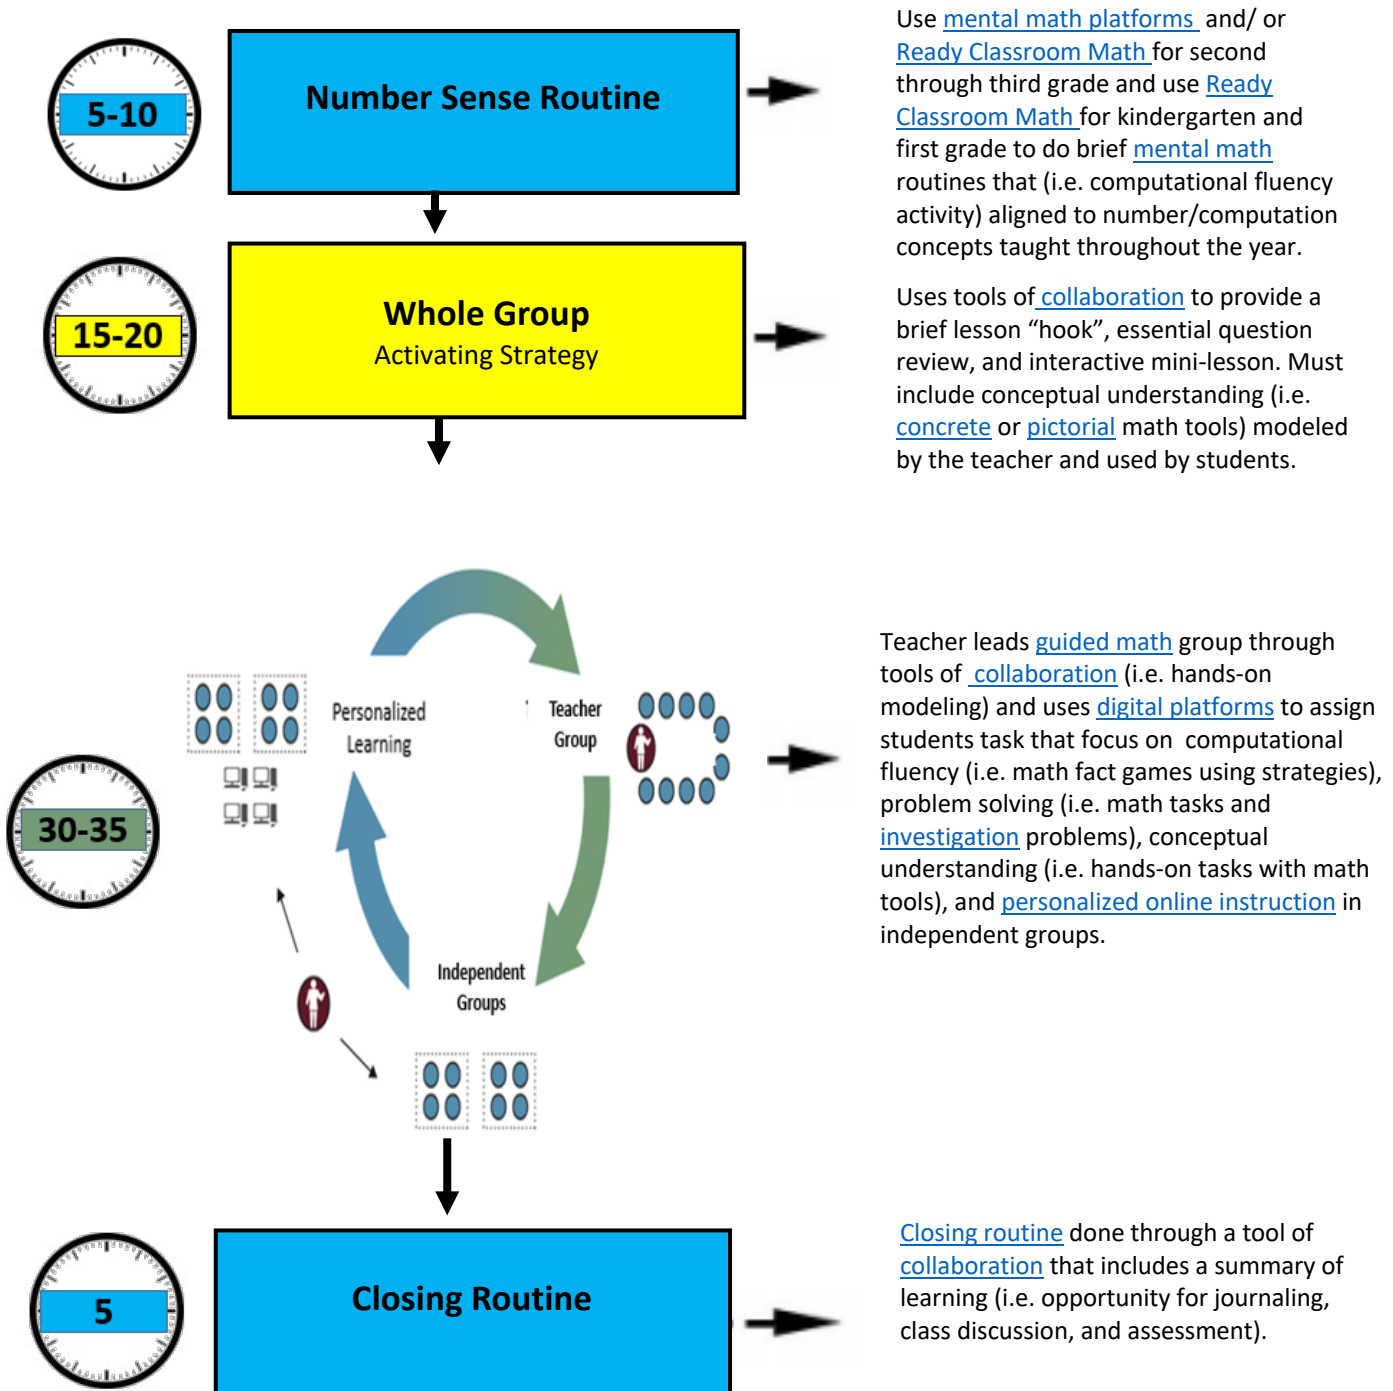 5-10
Number Sense Routine
Use mental math platforms and/ or
Ready Classroom Math for second
through third grade and use Ready
Classroom Math for kindergarten and
first grade to do brief mental math
routines that (i.e. computational fluency
activity) aligned to number/computation
concepts taught throughout the year.
15-20
Whole Group
Activating Strategy
Uses tools of collaboration to provide a
brief lesson “hook”, essential question
review, and interactive mini-lesson. Must
include conceptual understanding (i.e.
concrete or pictorial math tools) modeled
by the teacher and used by students.
30-35
Personalized
Learning
Teacher
Group
Independent
Groups
Teacher leads guided math group through
tools of collaboration (i.e. hands-on
modeling) and uses digital platforms to assign
students task that focus on computational
fluency (i.e. math fact games using strategies),
problem solving (i.e. math tasks and
investigation problems), conceptual
understanding (i.e. hands-on tasks with math
tools), and personalized online instruction in
independent groups.
5
Closing Routine
Closing routine done through a tool of
collaboration that includes a summary of
learning (i.e. opportunity for journaling,
class discussion, and assessment).